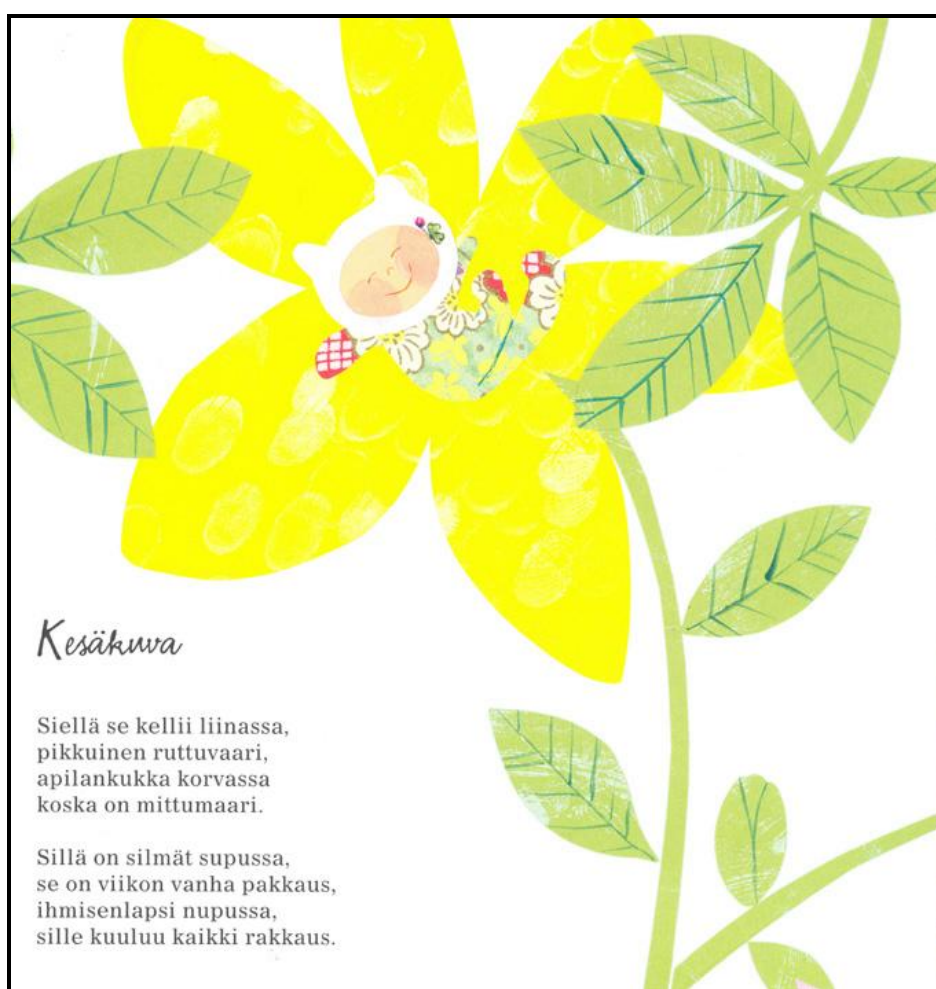 Kesäkuva
Siellä se kellii liinassa,
pikkuinen ruttuvaari,
apilankukka korvassa
koska on mittumaari.
Sillä on silmät supussa,
se on viikon vanha pakkaus,
ihmisenlapsi nupussa,
sille kuuluu kaikki rakkaus.